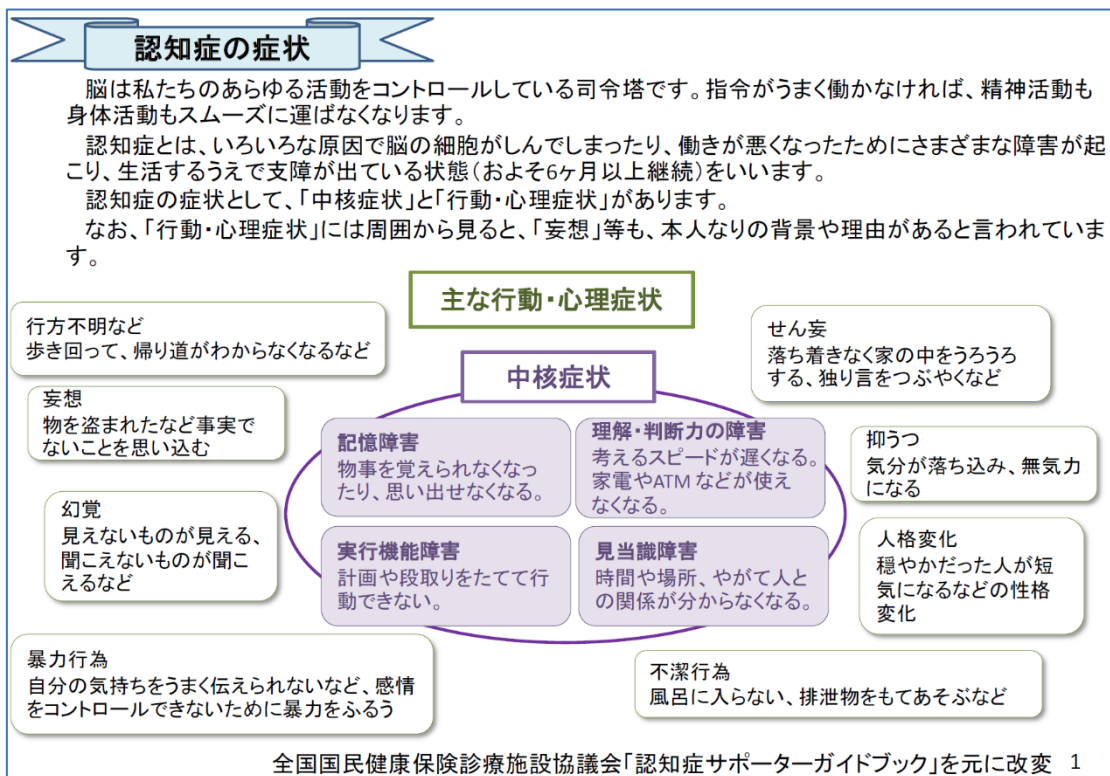 認知症の症状
脳は私たちのあらゆる活動をコントロールしている司令塔です。指令がうまく働かなければ、精神活動も
身体活動もスムーズに運ばなくなります。
認知症とは、いろいろな原因で脳の細胞がしんでしまったり、働きが悪くなったためにさまざまな障害が起
こり、生活するうえで支障が出ている状態(およそ6ヶ月以上継続)をいいます。
認知症の症状として、「中核症状」と「行動・心理症状」があります。
なお、「行動・心理症状」には周囲から見ると、「妄想」等も、本人なりの背景や理由があると言われていま
す。
主な行動・心理症状
行方不明など
歩き回って、帰り道がわからなくなるなど
せん妄
落ち着きなく家の中をうろうろ
する、独り言をつぶやくなど
中核症状
妄想
物を盗まれたなど事実で
ないことを思い込む
記憶障害
物事を覚えられなくなっ
たり、思い出せなくなる。
理解・判断力の障害
考えるスピードが遅くなる。
家電やATMなどが使え
なくなる。
抑うつ
気分が落ち込み、無気力
になる
幻覚
見えないものが見える、
聞こえないものが聞こ
えるなど
実行機能障害
計画や段取りをたてて行
動できない。
見当識障害
時間や場所、やがて人と
の関係が分からなくなる。
人格変化
穏やかだった人が短
気になるなどの性格
変化
暴力行為
自分の気持ちをうまく伝えられないなど、感情
をコントロールできないために暴力をふるう
不潔行為
風呂に入らない、排泄物をもてあそぶなど
全国国民健康保険診療施設協議会「認知症サポーターガイドブック」を元に改変 1